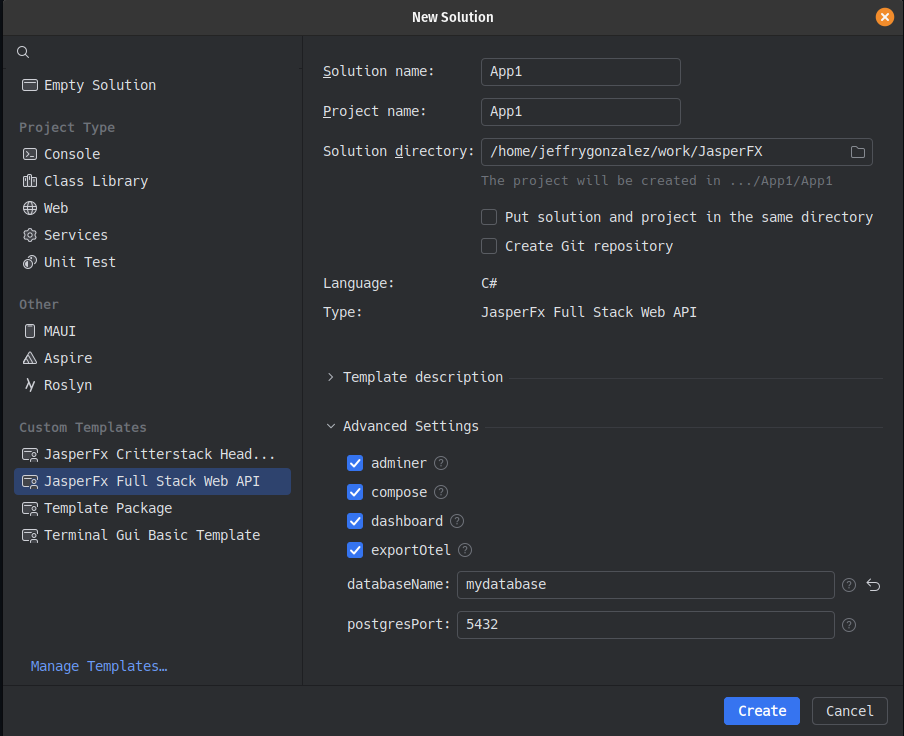 New Solution
Empty Solution
Project Type
Console
Class Library
Web
Services
Unit Test
Other
MAUI
Aspire
Roslyn
Custom Templates
JasperFx Critterstack Head...
JasperFx Full Stack Web API
Template Package
Terminal Gui Basic Template
Manage Templates…
Solution name: App1
Project name: App1
Solution directory: /home/jeffrygonzalez/work/JasperFX
The project will be created in .../App1/App1
Put solution and project in the same directory
Create Git repository
Language: C#
Type: JasperFx Full Stack Web API
Template description
Advanced Settings
adminer ?
compose ?
dashboard ?
exportOtel ?
databaseName: mydatabase ?
postgresPort: 5432 ?
Create Cancel